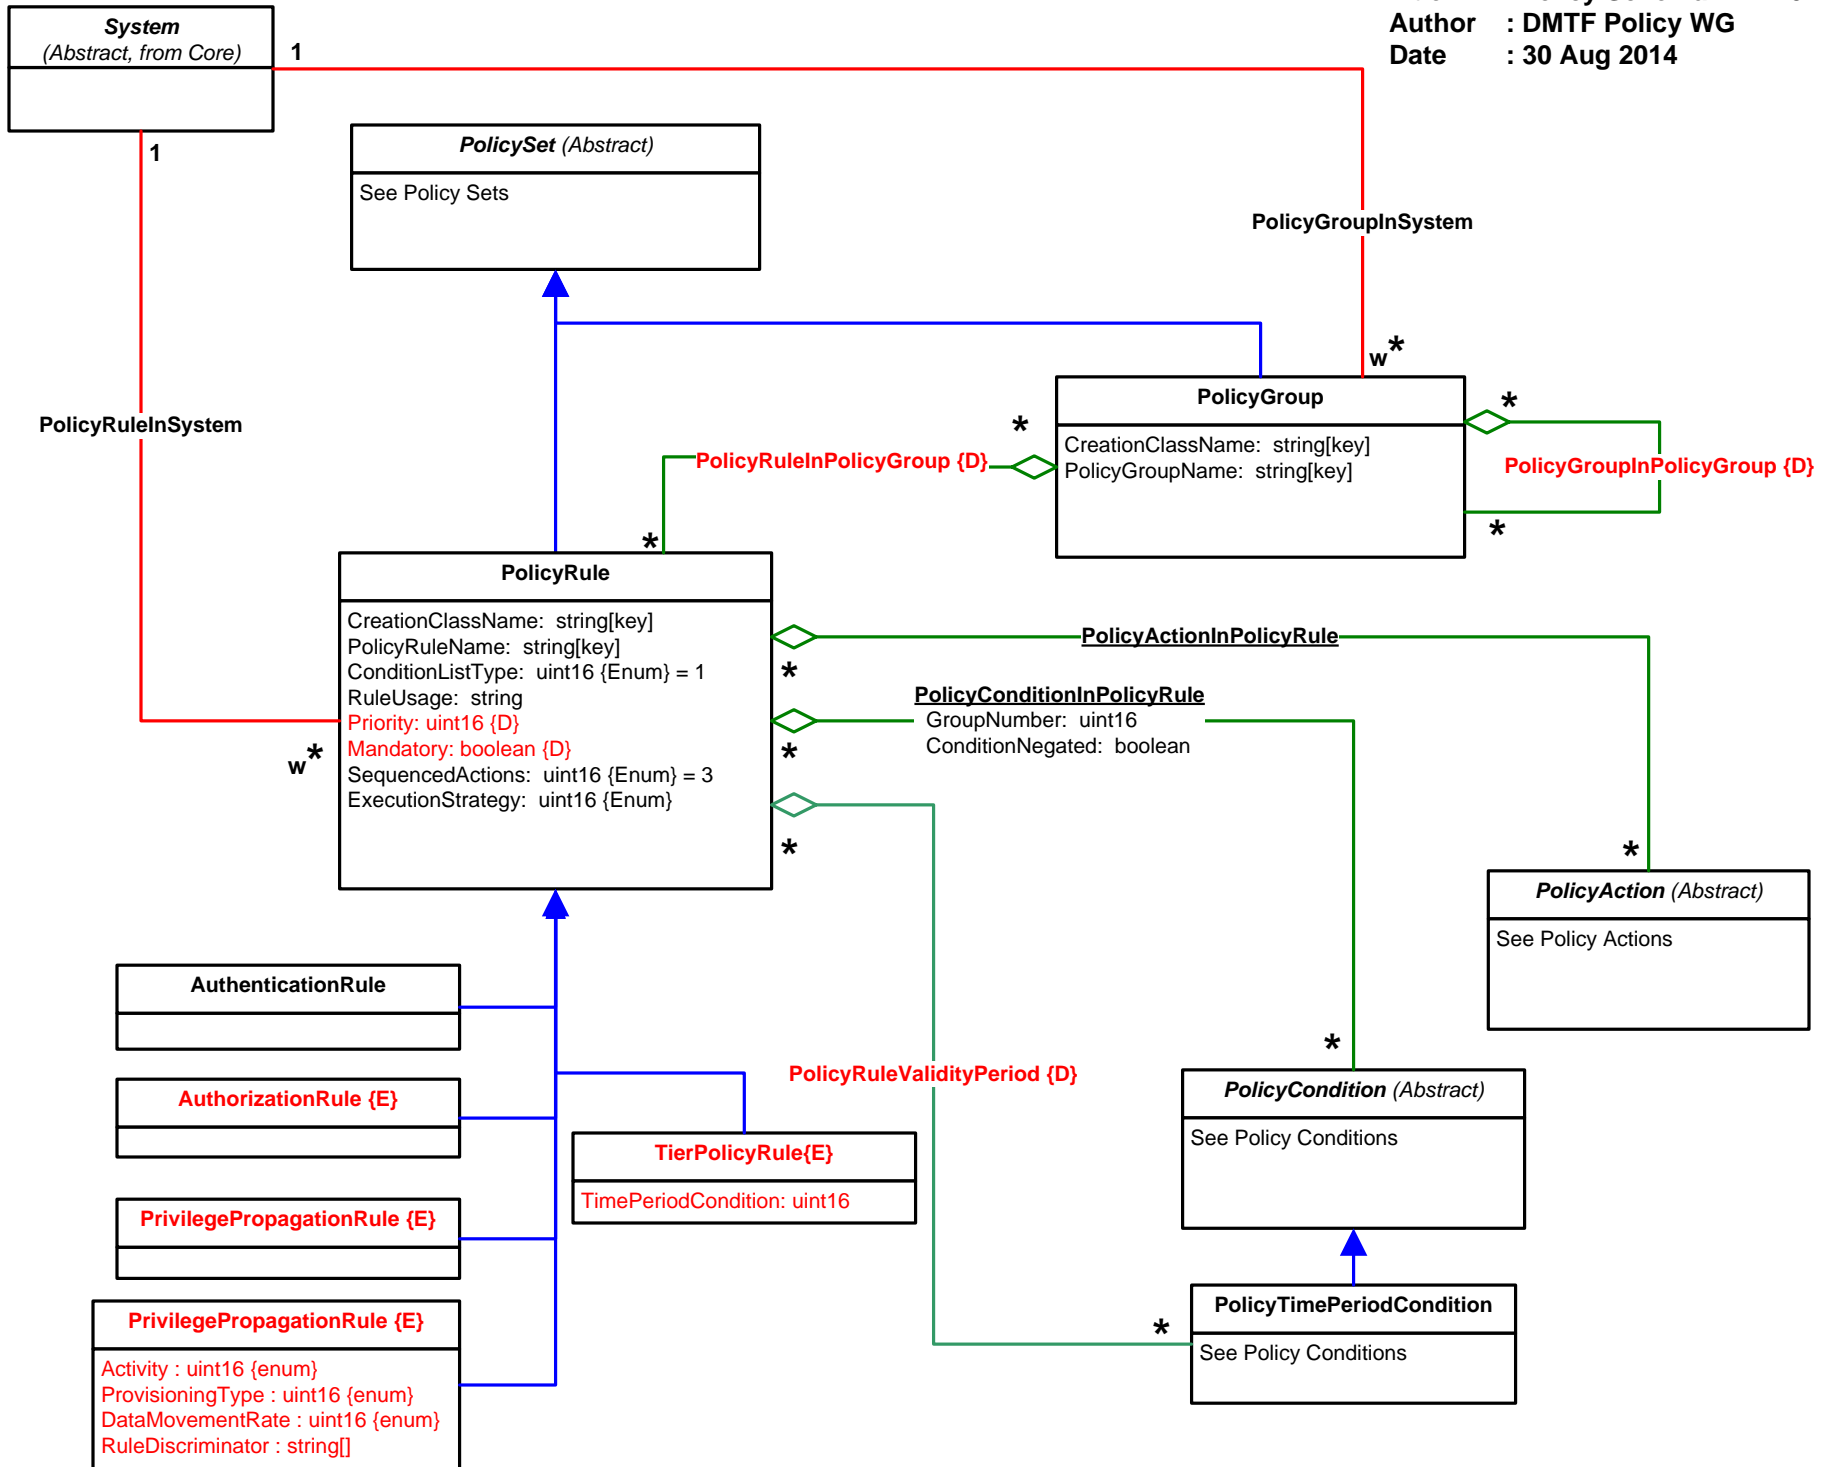 Author : DMTF Policy WG
Date : 30 Aug 2014
System
(Abstract, from Core)
1
1
PolicySet (Abstract)
See Policy Sets
PolicyGroupInSystem
w*
PolicyGroup
CreationClassName: string[key]
PolicyGroupName: string[key]
*
*
PolicyGroupInPolicyGroup {D}
*
PolicyRuleInPolicyGroup {D}
*
PolicyRuleInSystem
w*
PolicyRule
CreationClassName: string[key]
PolicyRuleName: string[key]
ConditionListType: uint16 {Enum} = 1
RuleUsage: string
Priority: uint16 {D}
Mandatory: boolean {D}
SequencedActions: uint16 {Enum} = 3
ExecutionStrategy: uint16 {Enum}
PolicyActionInPolicyRule
*
PolicyConditionInPolicyRule
GroupNumber: uint16
ConditionNegated: boolean
*
*
*
PolicyAction (Abstract)
See Policy Actions
AuthenticationRule
AuthorizationRule {E}
PrivilegePropagationRule {E}
PrivilegePropagationRule {E}
Activity : uint16 {enum}
ProvisioningType : uint16 {enum}
DataMovementRate : uint16 {enum}
RuleDiscriminator : string[]
TierPolicyRule{E}
TimePeriodCondition: uint16
PolicyRuleValidityPeriod {D}
*
PolicyCondition (Abstract)
See Policy Conditions
PolicyTimePeriodCondition
See Policy Conditions
*